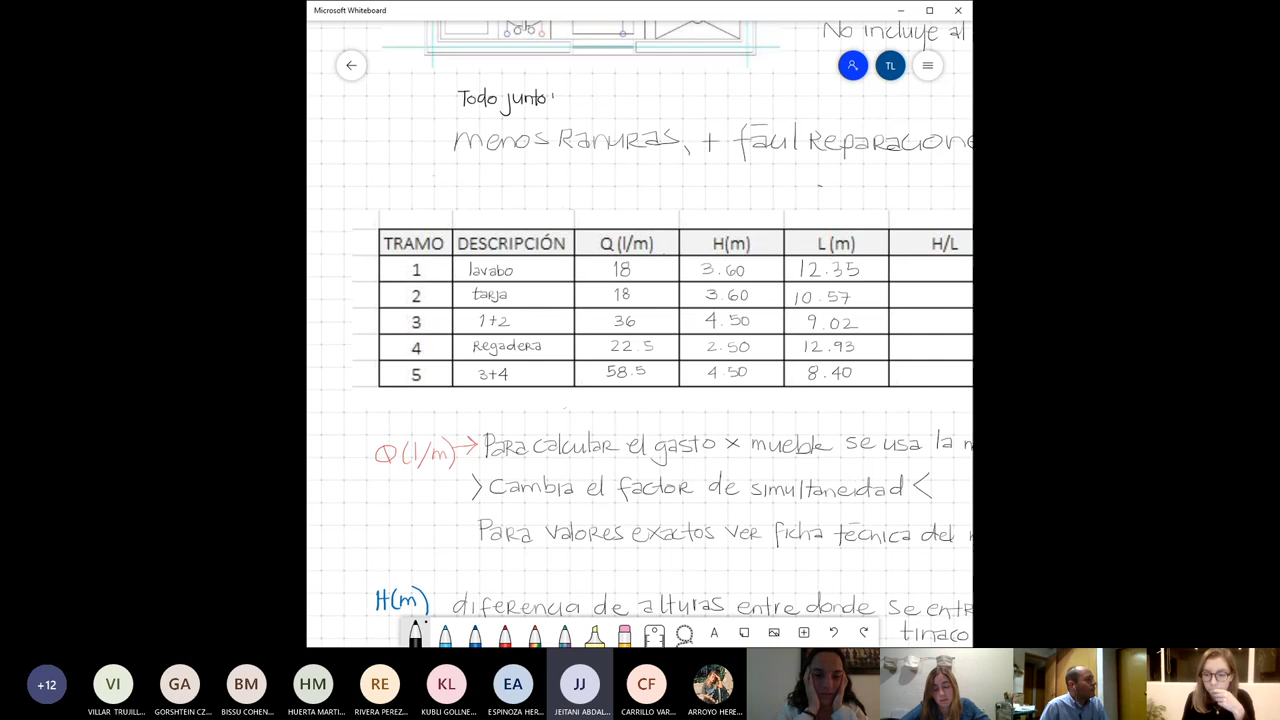 Microsoft Whiteboard
No incluye al
TL
Todo junto
menos Ranuras, + fácil Reparacione
TRAMO DESCRIPCIÓN Q (l/m) H(m) L (m) H/L
1 lavabo 18 3.60 12.35
2 tarja 18 3.60 10.57
3 1+2 36 4.50 9.02
4 Regadera 22.5 2.50 12.93
5 3+4 58.5 4.50 8.40
Q(l/m) → Para calcular el gasto x mueble se usa la
> Cambia el factor de simultaneidad <
Para valores exactos ver ficha técnica del
H(m) diferencia de alturas entre donde se entr
tinaco
A
+12 VI GA BM HM RE KL EA JJ CF
VILLAR TRUJILL... GORSHTEIN CZ... BISSU COHEN... HUERTA MARTI... RIVERA PEREZ... KUBLI GOLLNE... ESPINOZA HER... JEITANI ABDAL... CARRILLO VAR... ARROYO HERE...